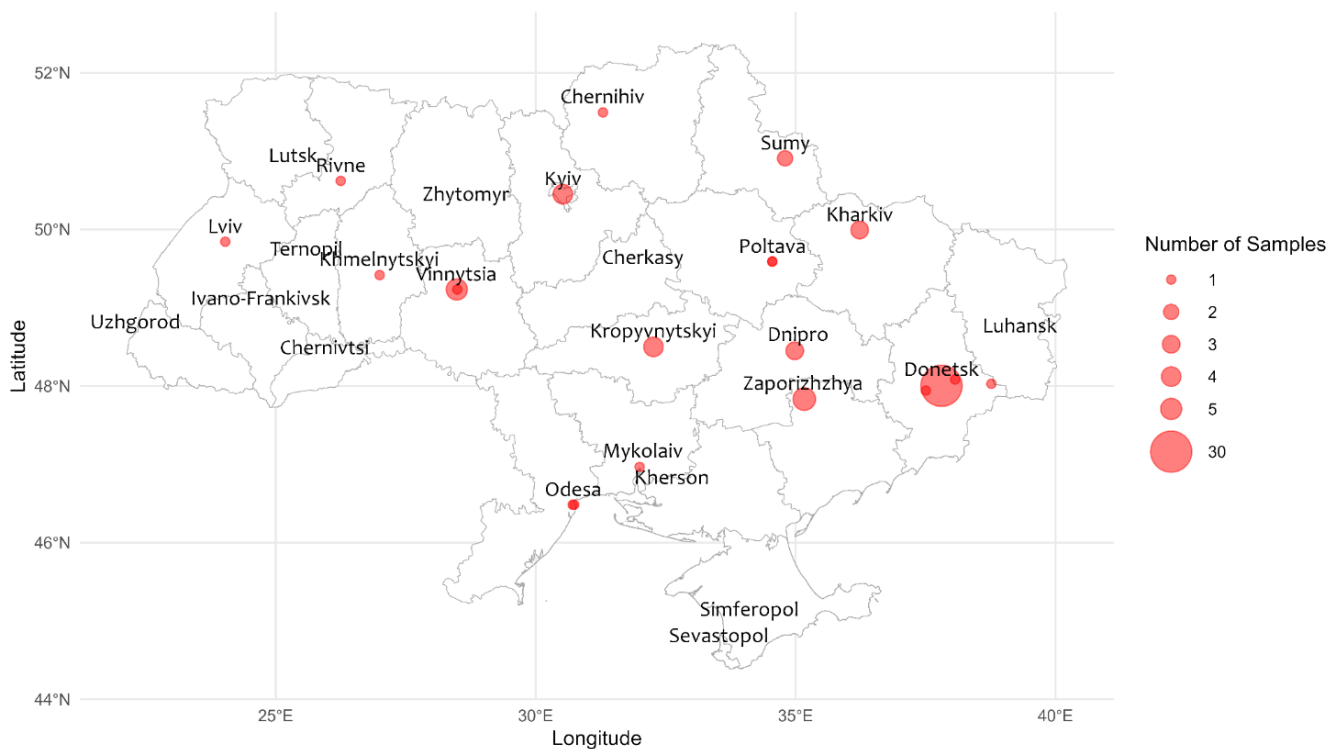 52°N
Chernihiv
Sumy
Lutsk
Rivne
Kyiv
Zhytomyr
Kharkiv
50°N
Lviv
Ternopil
Khmelnytskyi
Vinnytsia
Cherkasy
Poltava
Ivano-Frankivsk
Uzhgorod
Chernivtsi
Kropyvnytskyi
Dnipro
Luhansk
Donetsk
Zaporizhzhya
48°N
Mykolaiv
Kherson
Odesa
46°N
Simferopol
Sevastopol
44°N
25°E
30°E
35°E
40°E
Longitude
Latitude
Number of Samples
1
2
3
4
5
30